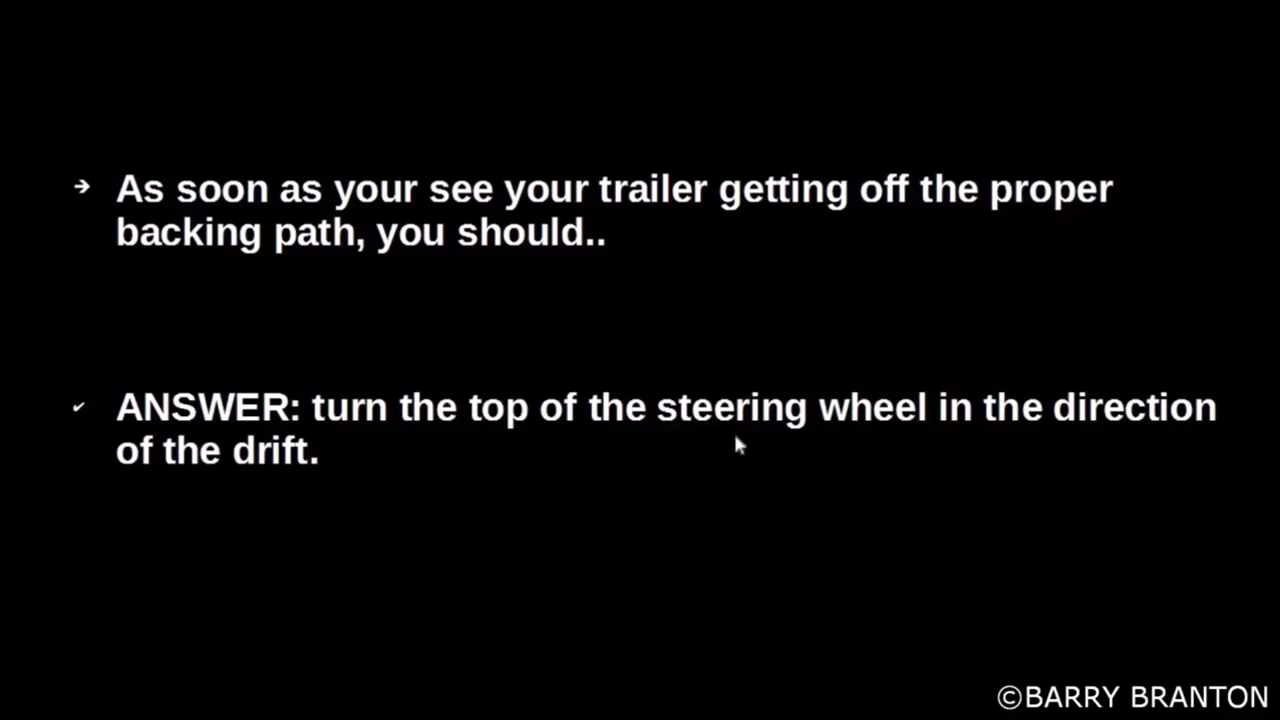 ➔ As soon as your see your trailer getting off the proper
backing path, you should..
✔ ANSWER: turn the top of the steering wheel in the direction
of the drift.
©BARRY BRANTON